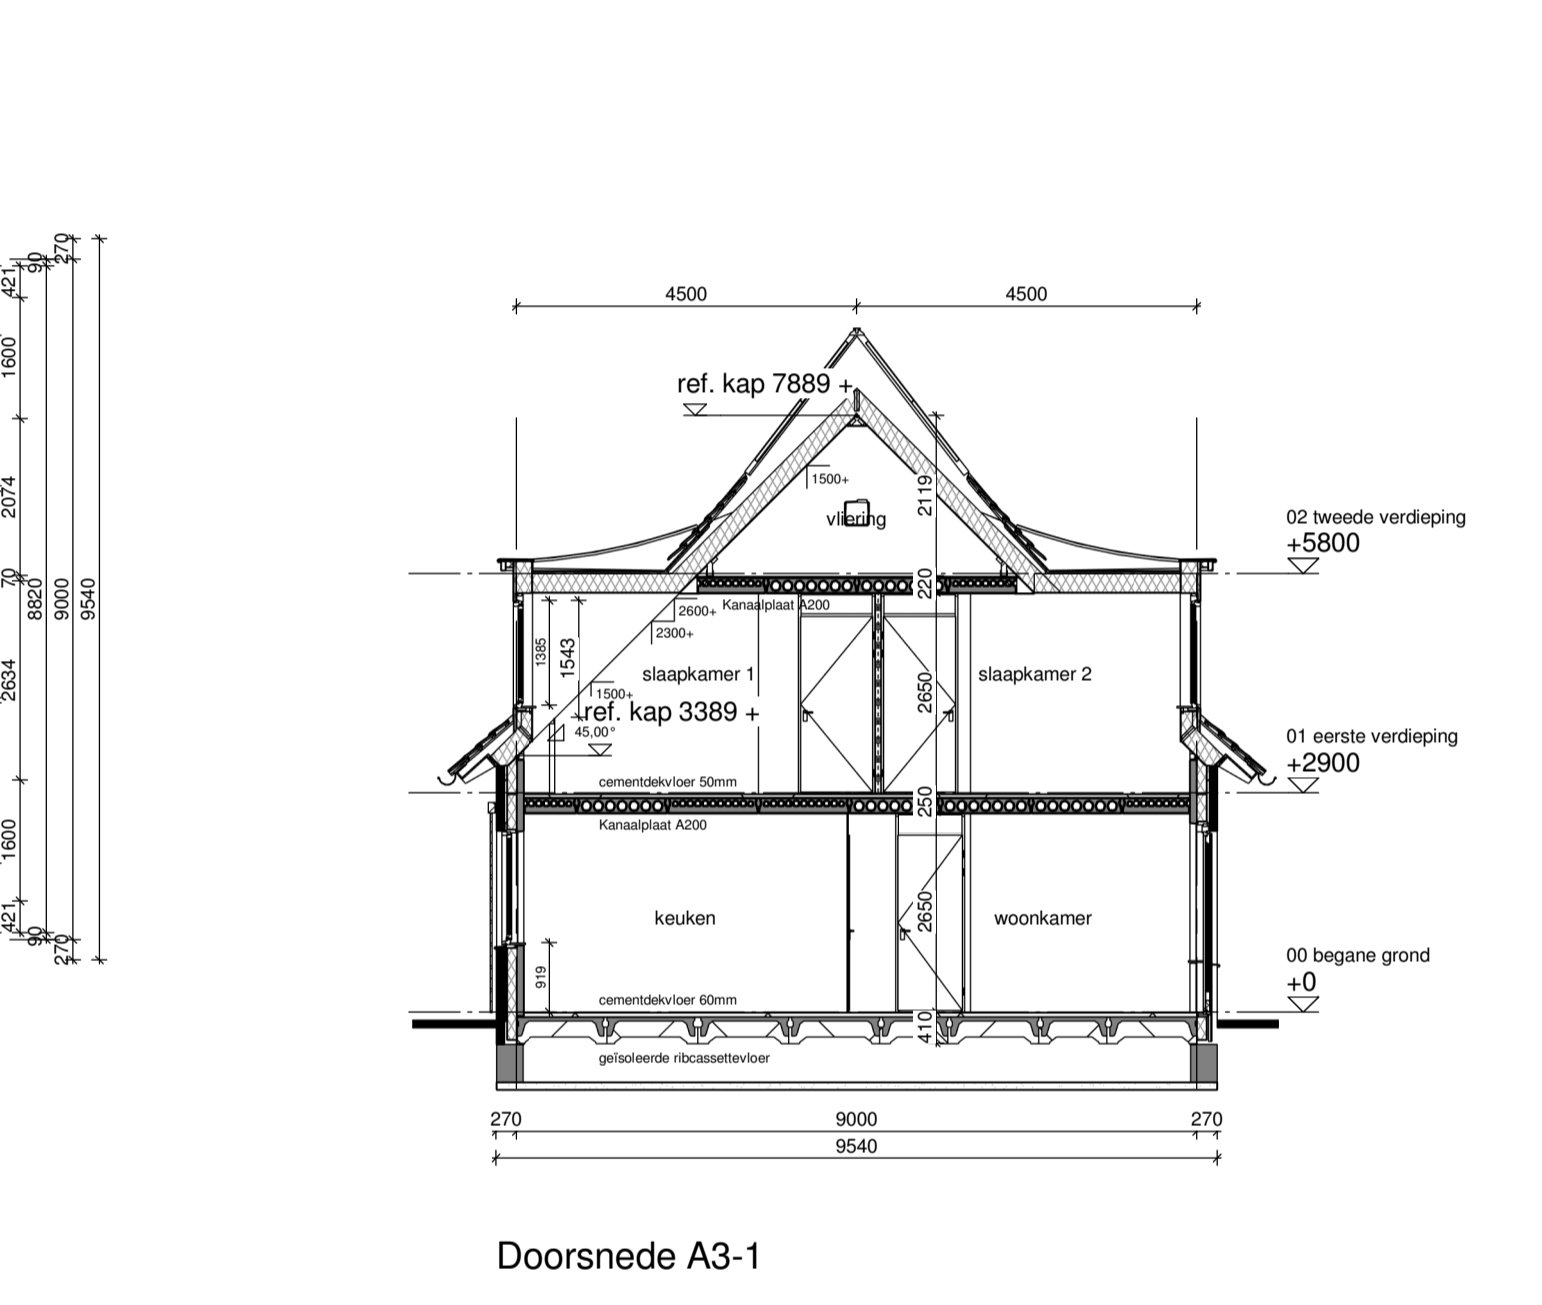 270
90
421
1600
2074
70
8820
9000
9540
2634
1600
421
90
270
4500
4500
ref. kap 7889 +
1500+
2119
vliering
02 tweede verdieping
+5800
220
Kanaalplaat A200
2600+
2300+
1385
1543
slaapkamer 1
slaapkamer 2
2650
1500+
ref. kap 3389 +
45,00°
01 eerste verdieping
+2900
cementdekvloer 50mm
250
Kanaalplaat A200
keuken
2650
woonkamer
00 begane grond
+0
919
cementdekvloer 60mm
410
geïsoleerde ribcassettevloer
270
9000
270
9540
Doorsnede A3-1